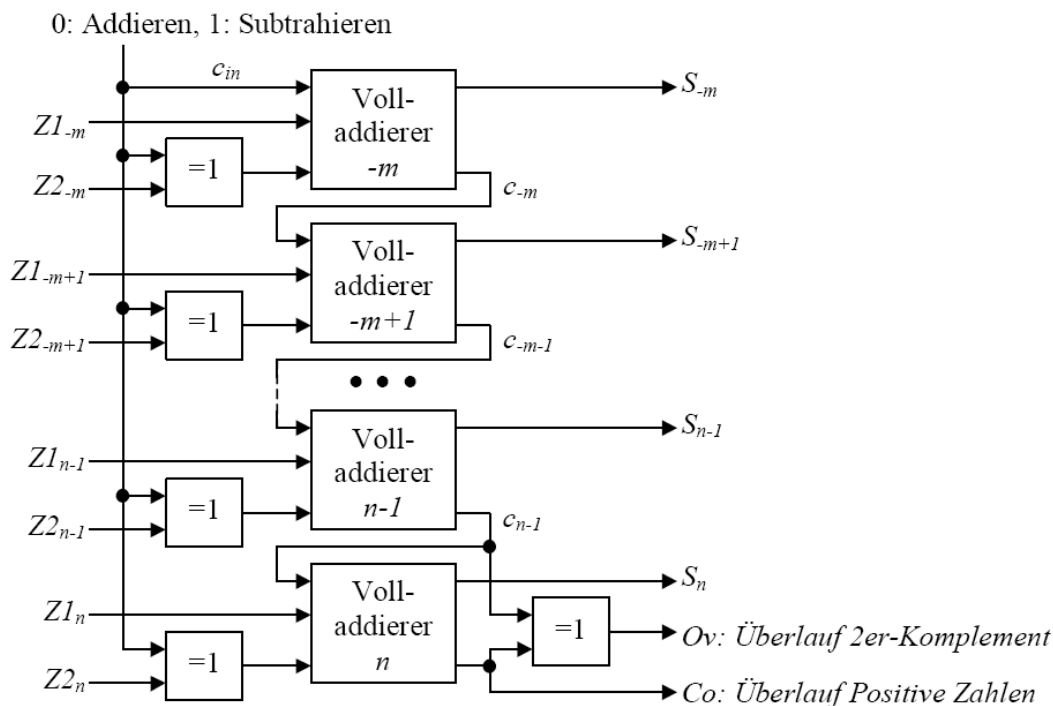 0: Addieren, 1: Subtrahieren
c_in
Voll-
addierer
-m
S_-m
Z1_-m
=1
Z2_-m
c_-m
Voll-
addierer
-m+1
S_-m+1
Z1_-m+1
=1
Z2_-m+1
c_-m-1
• • •
Voll-
addierer
n-1
S_n-1
Z1_n-1
=1
Z2_n-1
c_n-1
Voll-
addierer
n
S_n
Z1_n
=1
Z2_n
=1
Ov: Überlauf 2er-Komplement
Co: Überlauf Positive Zahlen